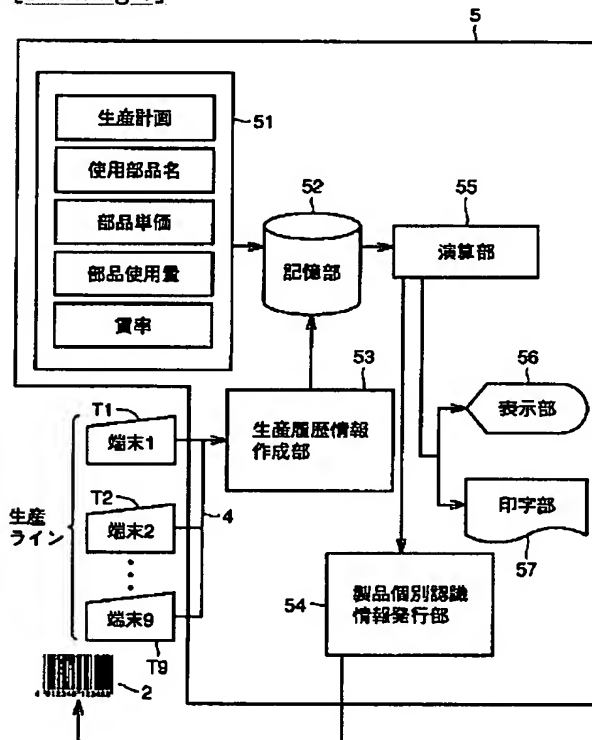 5
生産計画
使用部品名
部品単価
部品使用量
賃率
51
52
記憶部
55
演算部
53
生産履歴情報
作成部
56
表示部
印字部
57
生産
ライン
T1
端末1
T2
端末2
端末9
T9
4
54
製品個別認識
情報発行部
2